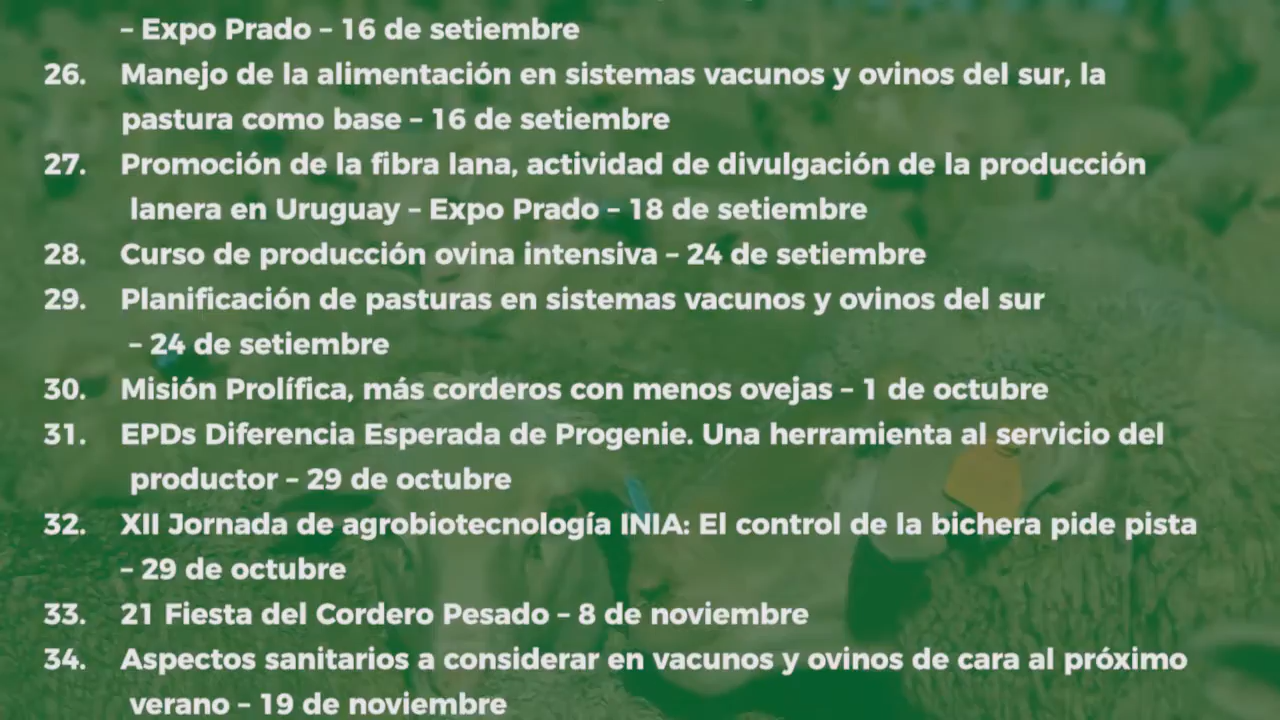 – Expo Prado – 16 de setiembre
26. Manejo de la alimentación en sistemas vacunos y ovinos del sur, la
pastura como base – 16 de setiembre
27. Promoción de la fibra lana, actividad de divulgación de la producción
lanera en Uruguay – Expo Prado – 18 de setiembre
28. Curso de producción ovina intensiva – 24 de setiembre
29. Planificación de pasturas en sistemas vacunos y ovinos del sur
– 24 de setiembre
30. Misión Prolífica, más corderos con menos ovejas – 1 de octubre
31. EPDs Diferencia Esperada de Progenie. Una herramienta al servicio del
productor – 29 de octubre
32. XII Jornada de agrobiotecnología INIA: El control de la bichera pide pista
– 29 de octubre
33. 21 Fiesta del Cordero Pesado – 8 de noviembre
34. Aspectos sanitarios a considerar en vacunos y ovinos de cara al próximo
verano – 19 de noviembre